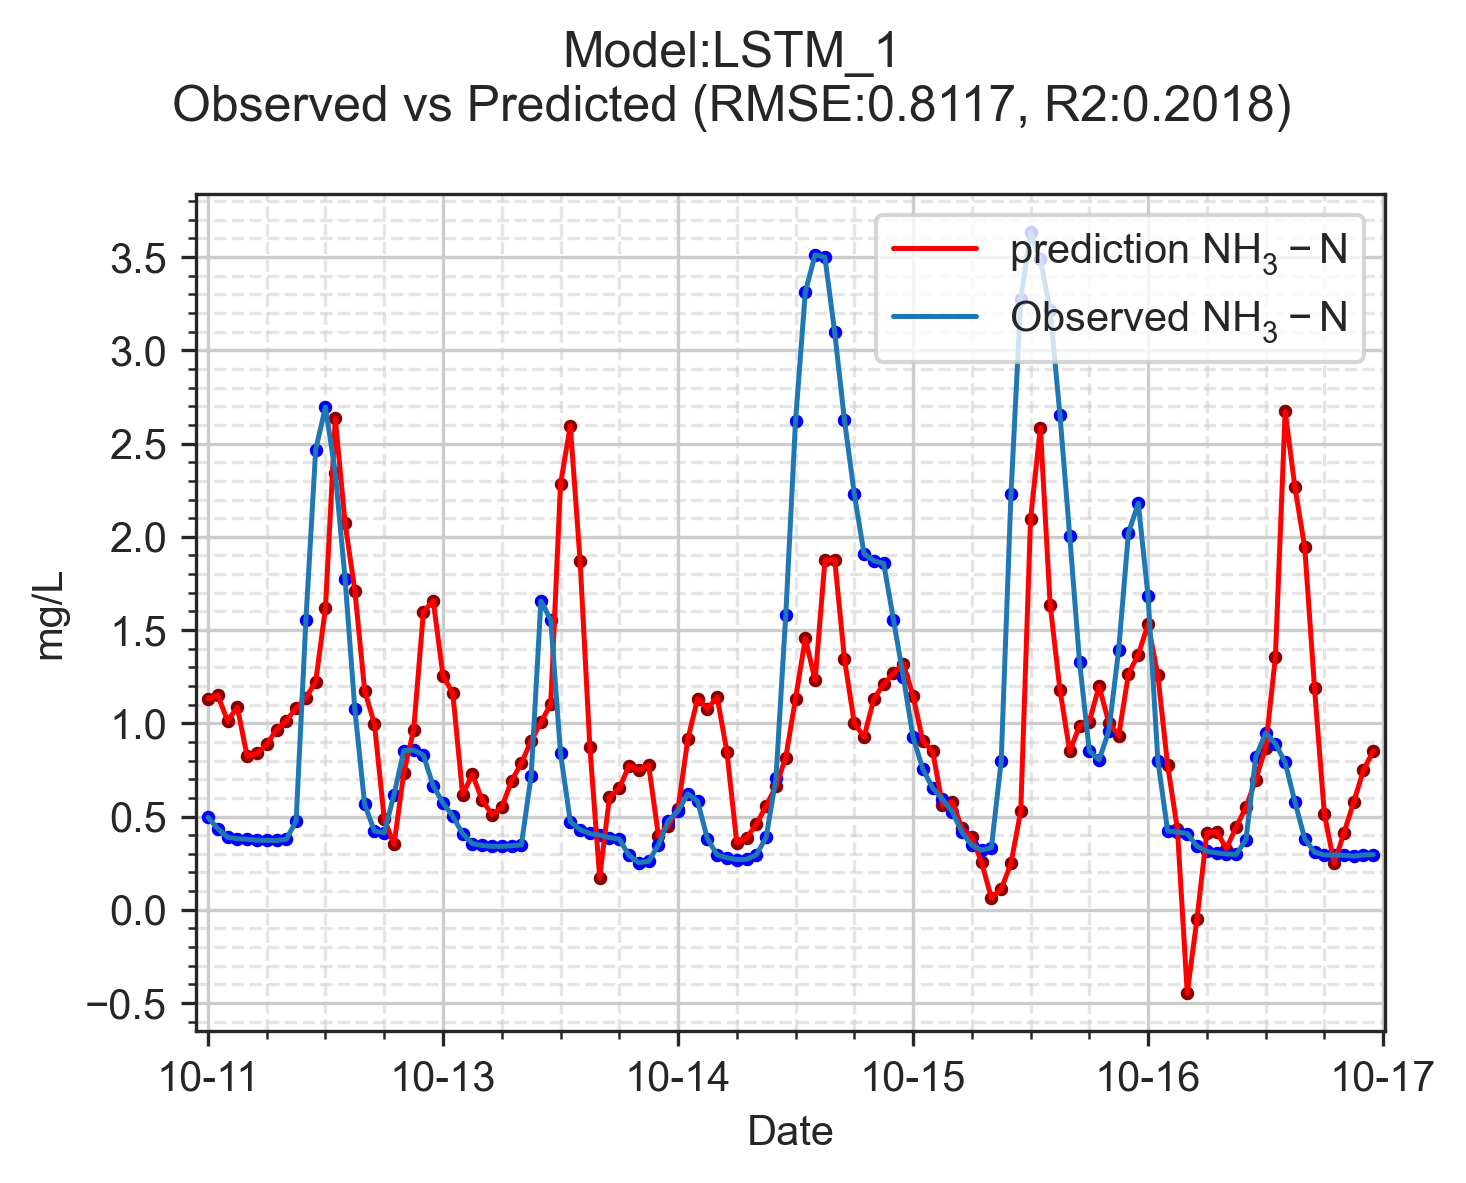 Model:LSTM_1
Observed vs Predicted (RMSE:0.8117, R2:0.2018)
prediction NH₃ − N
Observed NH₃ − N
3.5
3.0
2.5
2.0
1.5
1.0
0.5
0.0
−0.5
mg/L
10-11 10-13 10-14 10-15 10-16 10-17
Date